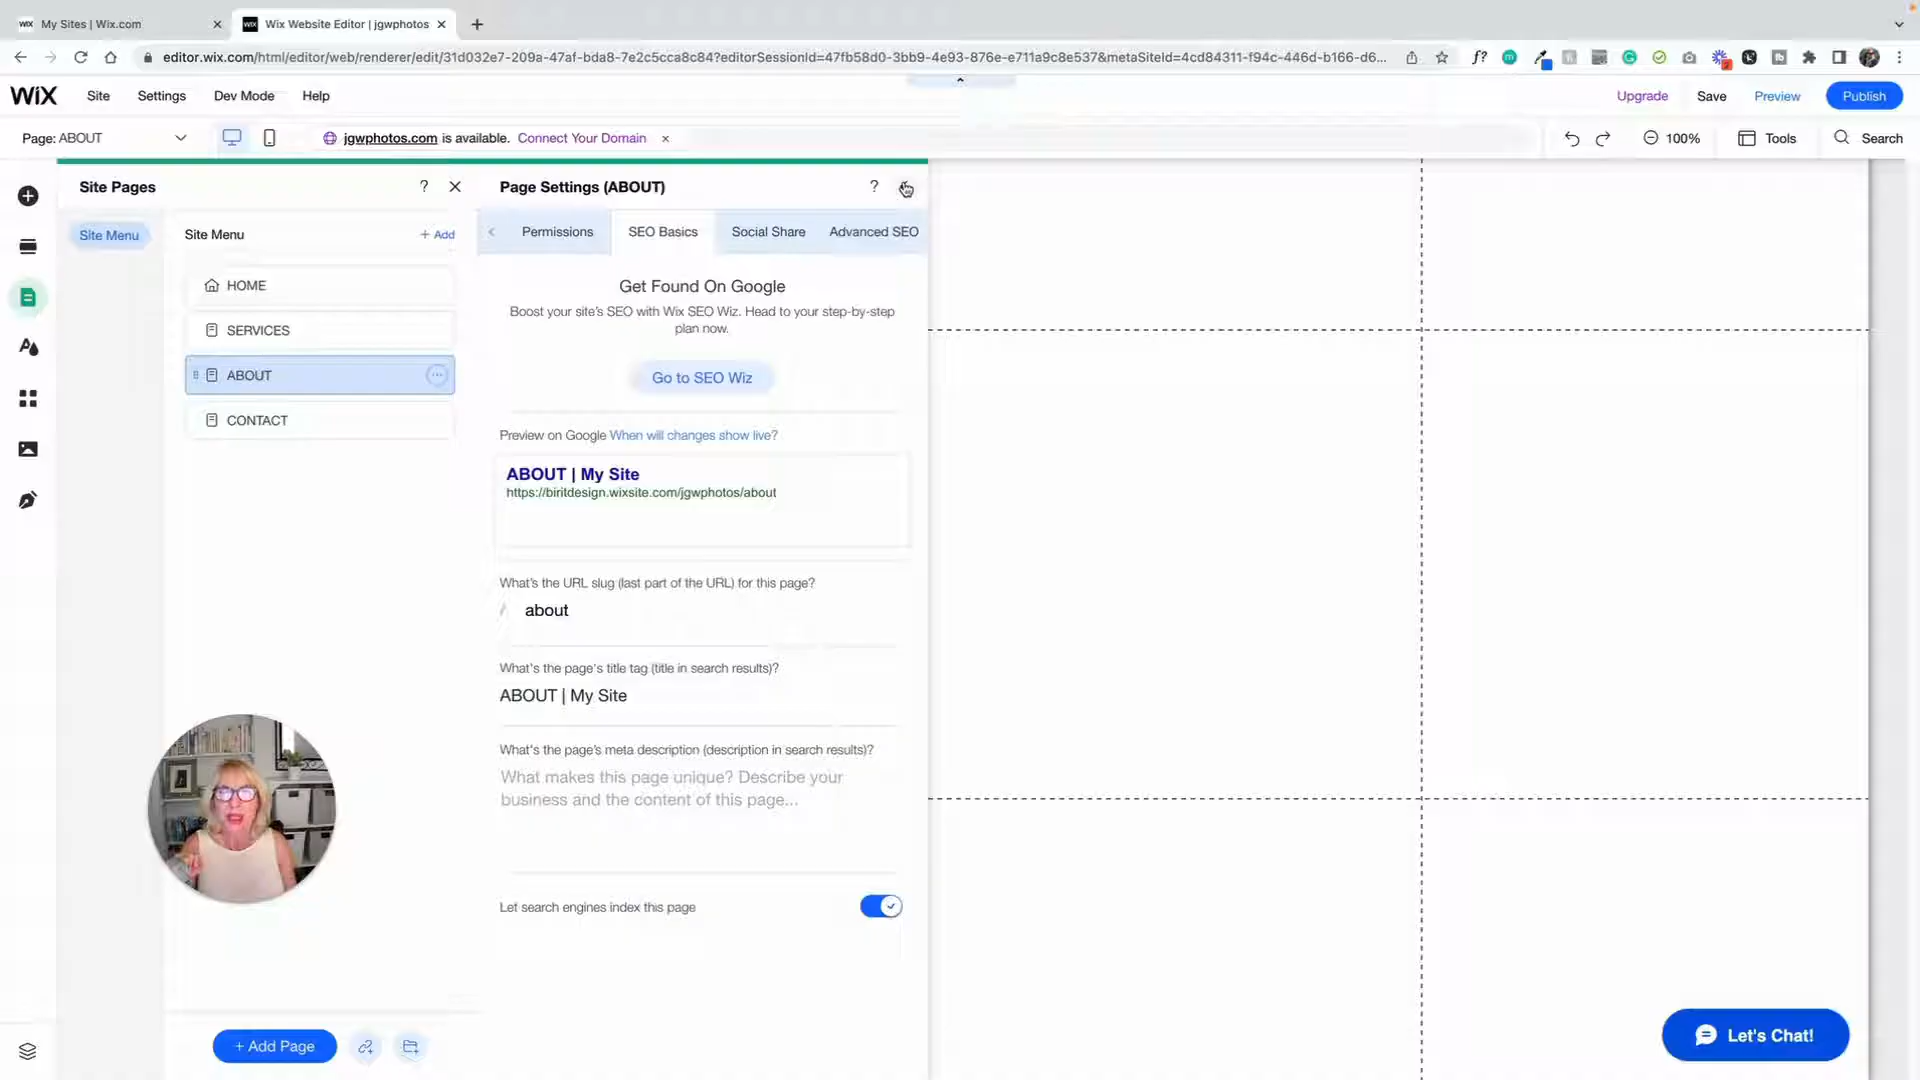 My Sites | Wix.com
Wix Website Editor | jgwphotos
editor.wix.com/html/editor/web/renderer/edit/31d032e7-209a-47af-bda8-7e2c5cca8c84?editorSessionId=47fb58d0-3bb9-4e93-876e-e711a9c8e537&metaSiteId=4cd84311-f94c-446d-b166-d6...
WiX Site Settings Dev Mode Help Upgrade Save Preview Publish
Page: ABOUT jgwphotos.com is available. Connect Your Domain 100% Tools Search
Site Pages ?
Page Settings (ABOUT) ?
Site Menu
Site Menu + Add
HOME
SERVICES
ABOUT
CONTACT
+ Add Page
Permissions SEO Basics Social Share Advanced SEO
Get Found On Google
Boost your site's SEO with Wix SEO Wiz. Head to your step-by-step
plan now.
Go to SEO Wiz
Preview on Google When will changes show live?
ABOUT | My Site
https://biritdesign.wixsite.com/jgwphotos/about
What's the URL slug (last part of the URL) for this page?
/ about
What's the page's title tag (title in search results)?
ABOUT | My Site
What's the page's meta description (description in search results)?
What makes this page unique? Describe your
business and the content of this page...
Let search engines index this page
Let's Chat!